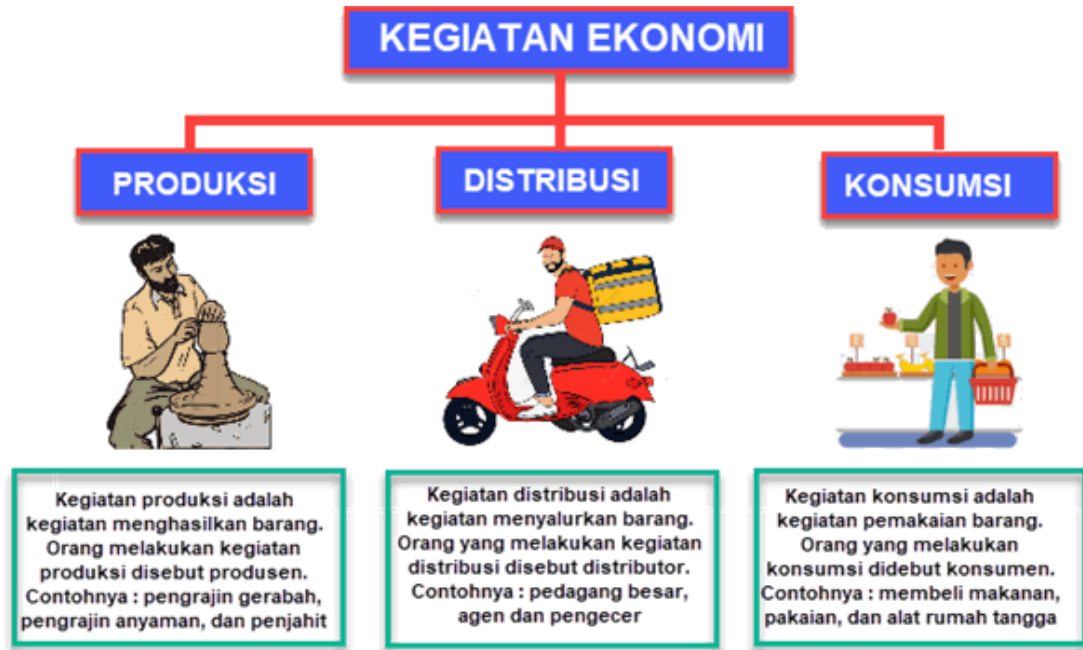 KEGIATAN EKONOMI
PRODUKSI
DISTRIBUSI
KONSUMSI
Kegiatan produksi adalah
kegiatan menghasilkan barang.
Orang melakukan kegiatan
produksi disebut produsen.
Contohnya : pengrajin gerabah,
pengrajin anyaman, dan penjahit
Kegiatan distribusi adalah
kegiatan menyalurkan barang.
Orang yang melakukan kegiatan
distribusi disebut distributor.
Contohnya : pedagang besar,
agen dan pengecer
Kegiatan konsumsi adalah
kegiatan pemakaian barang.
Orang yang melakukan
konsumsi didebut konsumen.
Contohnya : membeli makanan,
pakaian, dan alat rumah tangga